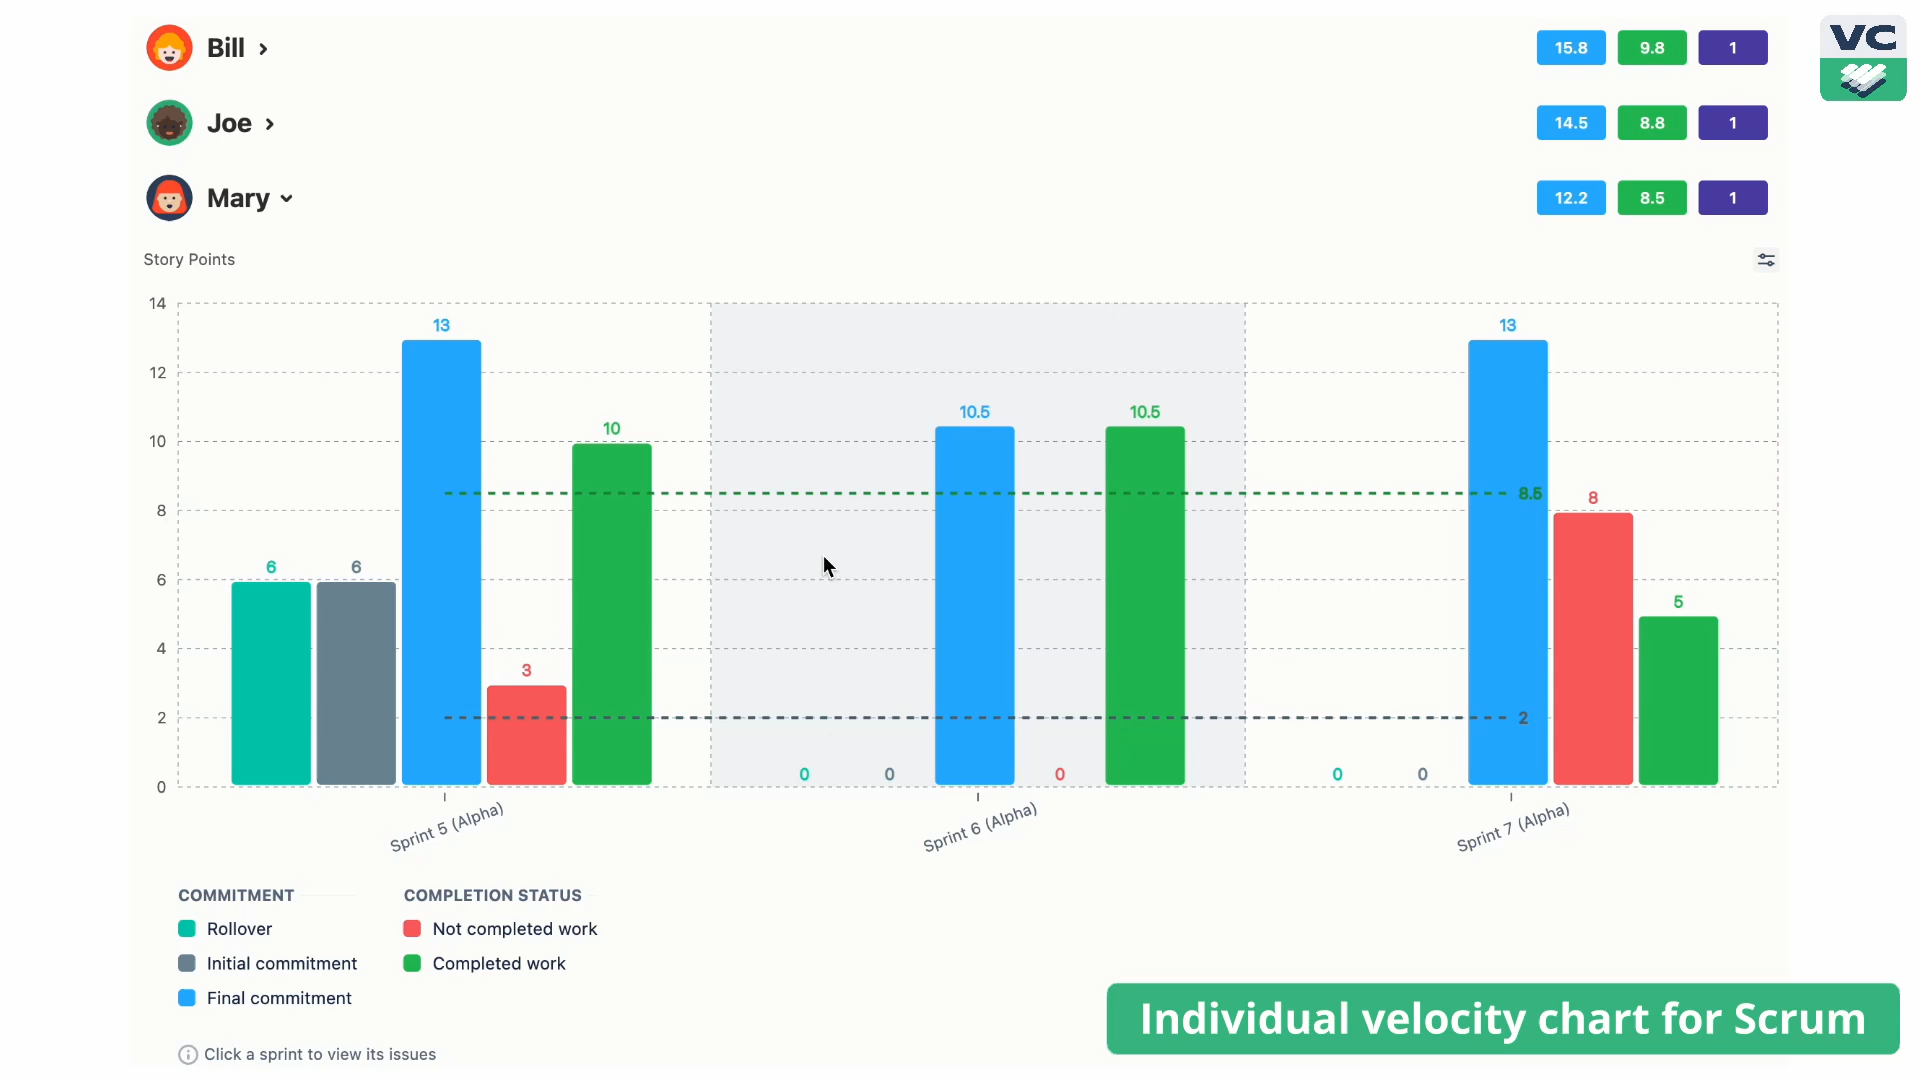 Bill
15.8 9.8 1
VC
Joe
14.5 8.8 1
Mary
12.2 8.5 1
Story Points
14
12
10
8
6
4
2
0
6 6 13 3 10
0 0 10.5 0 10.5
0 0 13 8 5
8.5
2
Sprint 5 (Alpha) Sprint 6 (Alpha) Sprint 7 (Alpha)
COMMITMENT COMPLETION STATUS
Rollover Not completed work
Initial commitment Completed work
Final commitment
Click a sprint to view its issues
Individual velocity chart for Scrum